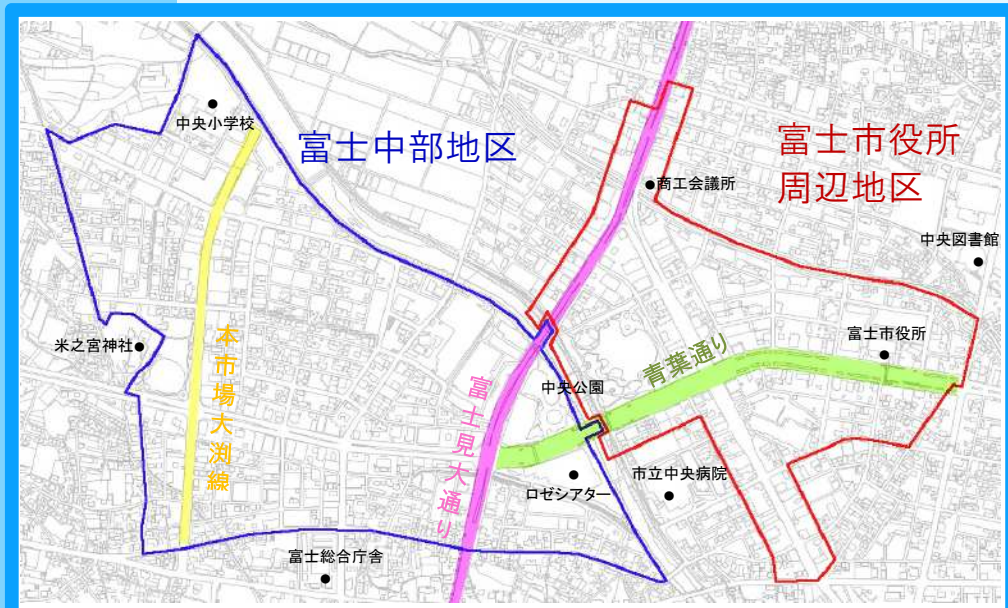 中央小学校
富士中部地区
富士市役所
周辺地区
商工会議所
中央図書館
米之宮神社
本市場大渕線
富士見大通り
中央公園
青葉通り
富士市役所
ロゼシアター
市立中央病院
富士総合庁舎